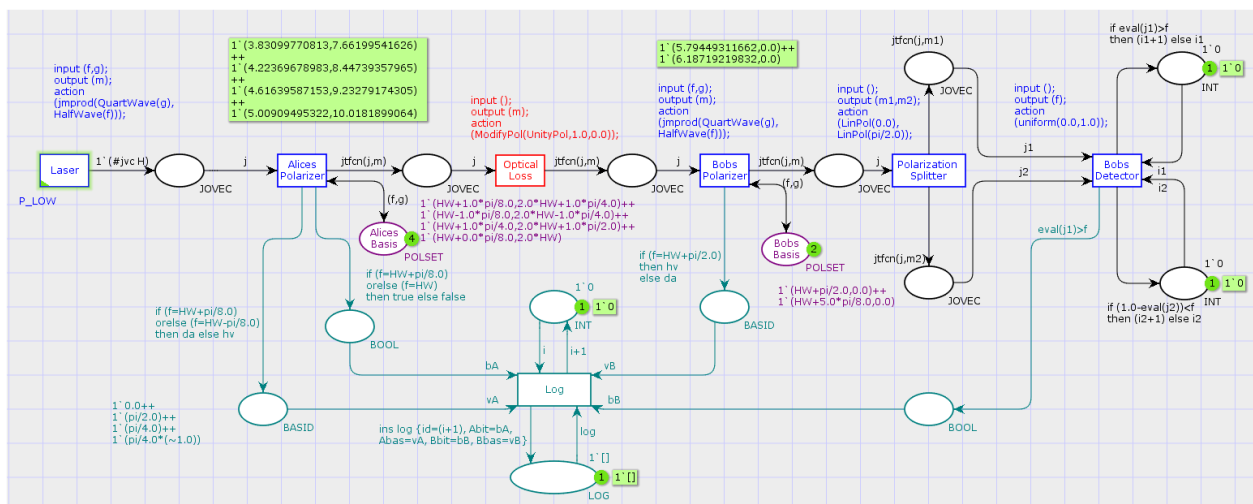 input (f,g);
output (m);
action
(jmprod(QuartWave(g),
HalfWave(f)));
1`(3.83099770813,7.66199541626)
++
1`(4.22369678983,8.44739357965)
++
1`(4.61639587153,9.23279174305)
++
1`(5.00909495322,10.0181899064)
input ();
output (m);
action
(ModifyPol(UnityPol,1.0,0.0));
1`(5.79449311662,0.0)++
1`(6.18719219832,0.0)
input (f,g);
output (m);
action
(jmprod(QuartWave(g),
HalfWave(f)));
input ();
output (m1,m2);
action
(LinPol(0.0),
LinPol(pi/2.0));
jtfcn(j,m1)
JOVEC
input ();
output (f);
action
(uniform(0.0,1.0));
if eval(j1)>f
then (i1+1) else i1
1`0
1
1`0
INT
Laser
P_LOW
1`(#jvc H)
JOVEC
j
Alices
Polarizer
jtfcn(j,m)
JOVEC
j
Optical
Loss
jtfcn(j,m)
JOVEC
j
Bobs
Polarizer
jtfcn(j,m)
JOVEC
j
Polarization
Splitter
j1
j2
Bobs
Detector
i1
i2
(f,g)
Alices
Basis
4
POLSET
1`(HW+1.0*pi/8.0,2.0*HW+1.0*pi/4.0)++
1`(HW-1.0*pi/8.0,2.0*HW-1.0*pi/4.0)++
1`(HW+1.0*pi/4.0,2.0*HW+1.0*pi/2.0)++
1`(HW+0.0*pi/8.0,2.0*HW)
(f,g)
Bobs
Basis
2
POLSET
1`(HW+pi/2.0,0.0)++
1`(HW+5.0*pi/8.0,0.0)
jtfcn(j,m2)
JOVEC
eval(j1)>f
1`0
1
1`0
INT
if (1.0-eval(j2))<f
then (i2+1) else i2
if (f=HW+pi/8.0)
orelse (f=HW-pi/8.0)
then da else hv
if (f=HW+pi/8.0)
orelse (f=HW)
then true else false
BOOL
if (f=HW+pi/2.0)
then hv
else da
BASID
1`0
1
1`0
INT
i
i+1
bA
vB
Log
vA
bB
1`0.0++
1`(pi/2.0)++
1`(pi/4.0)++
1`(pi/4.0*(~1.0))
BASID
BOOL
ins log {id=(i+1), Abit=bA,
Abas=vA, Bbit=bB, Bbas=vB}
log
1`[]
1
1`[]
LOG